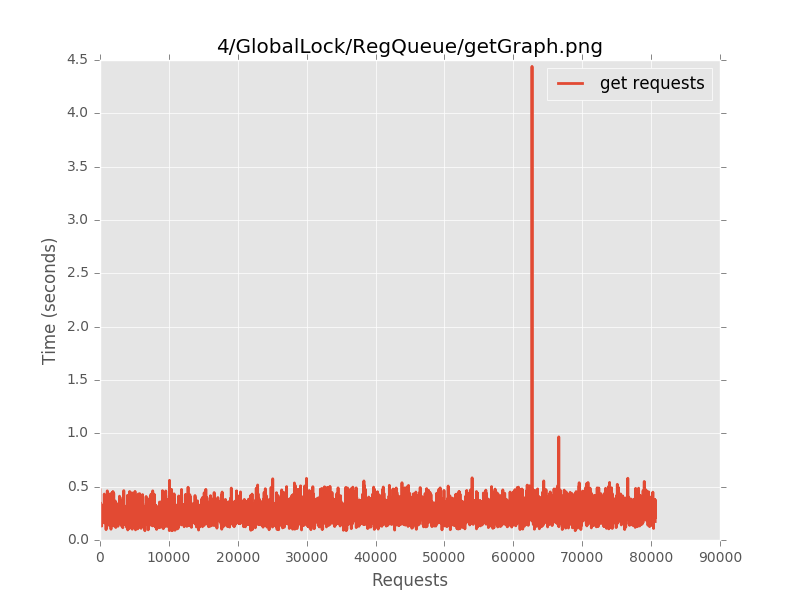 4/GlobalLock/RegQueue/getGraph.png
get requests
4.5
4.0
3.5
3.0
2.5
2.0
1.5
1.0
0.5
0.0
Time (seconds)
0 10000 20000 30000 40000 50000 60000 70000 80000 90000
Requests